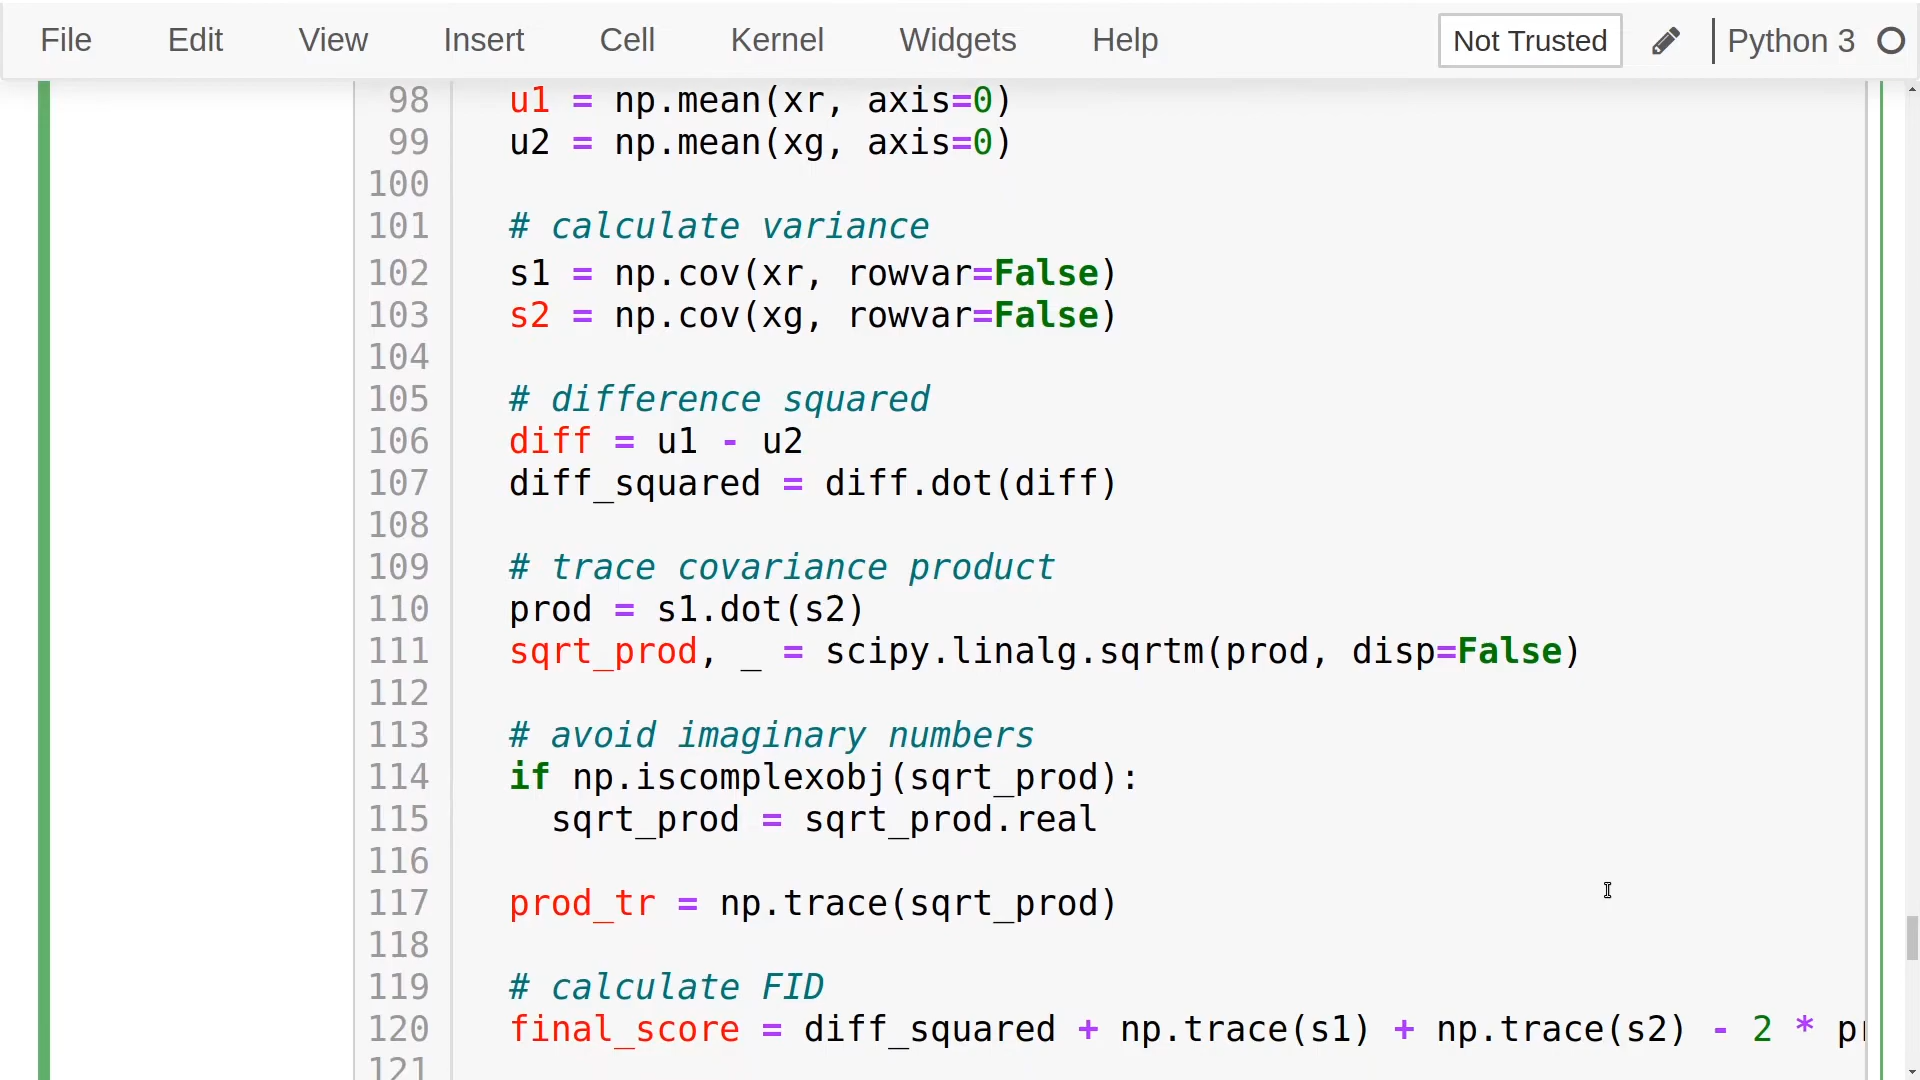 File Edit View Insert Cell Kernel Widgets Help Not Trusted Python 3
98 u1 = np.mean(xr, axis=0)
99 u2 = np.mean(xg, axis=0)
100
101 # calculate variance
102 s1 = np.cov(xr, rowvar=False)
103 s2 = np.cov(xg, rowvar=False)
104
105 # difference squared
106 diff = u1 - u2
107 diff_squared = diff.dot(diff)
108
109 # trace covariance product
110 prod = s1.dot(s2)
111 sqrt_prod, _ = scipy.linalg.sqrtm(prod, disp=False)
112
113 # avoid imaginary numbers
114 if np.iscomplexobj(sqrt_prod):
115 sqrt_prod = sqrt_prod.real
116
117 prod_tr = np.trace(sqrt_prod)
118
119 # calculate FID
120 final_score = diff_squared + np.trace(s1) + np.trace(s2) - 2 * pr
121